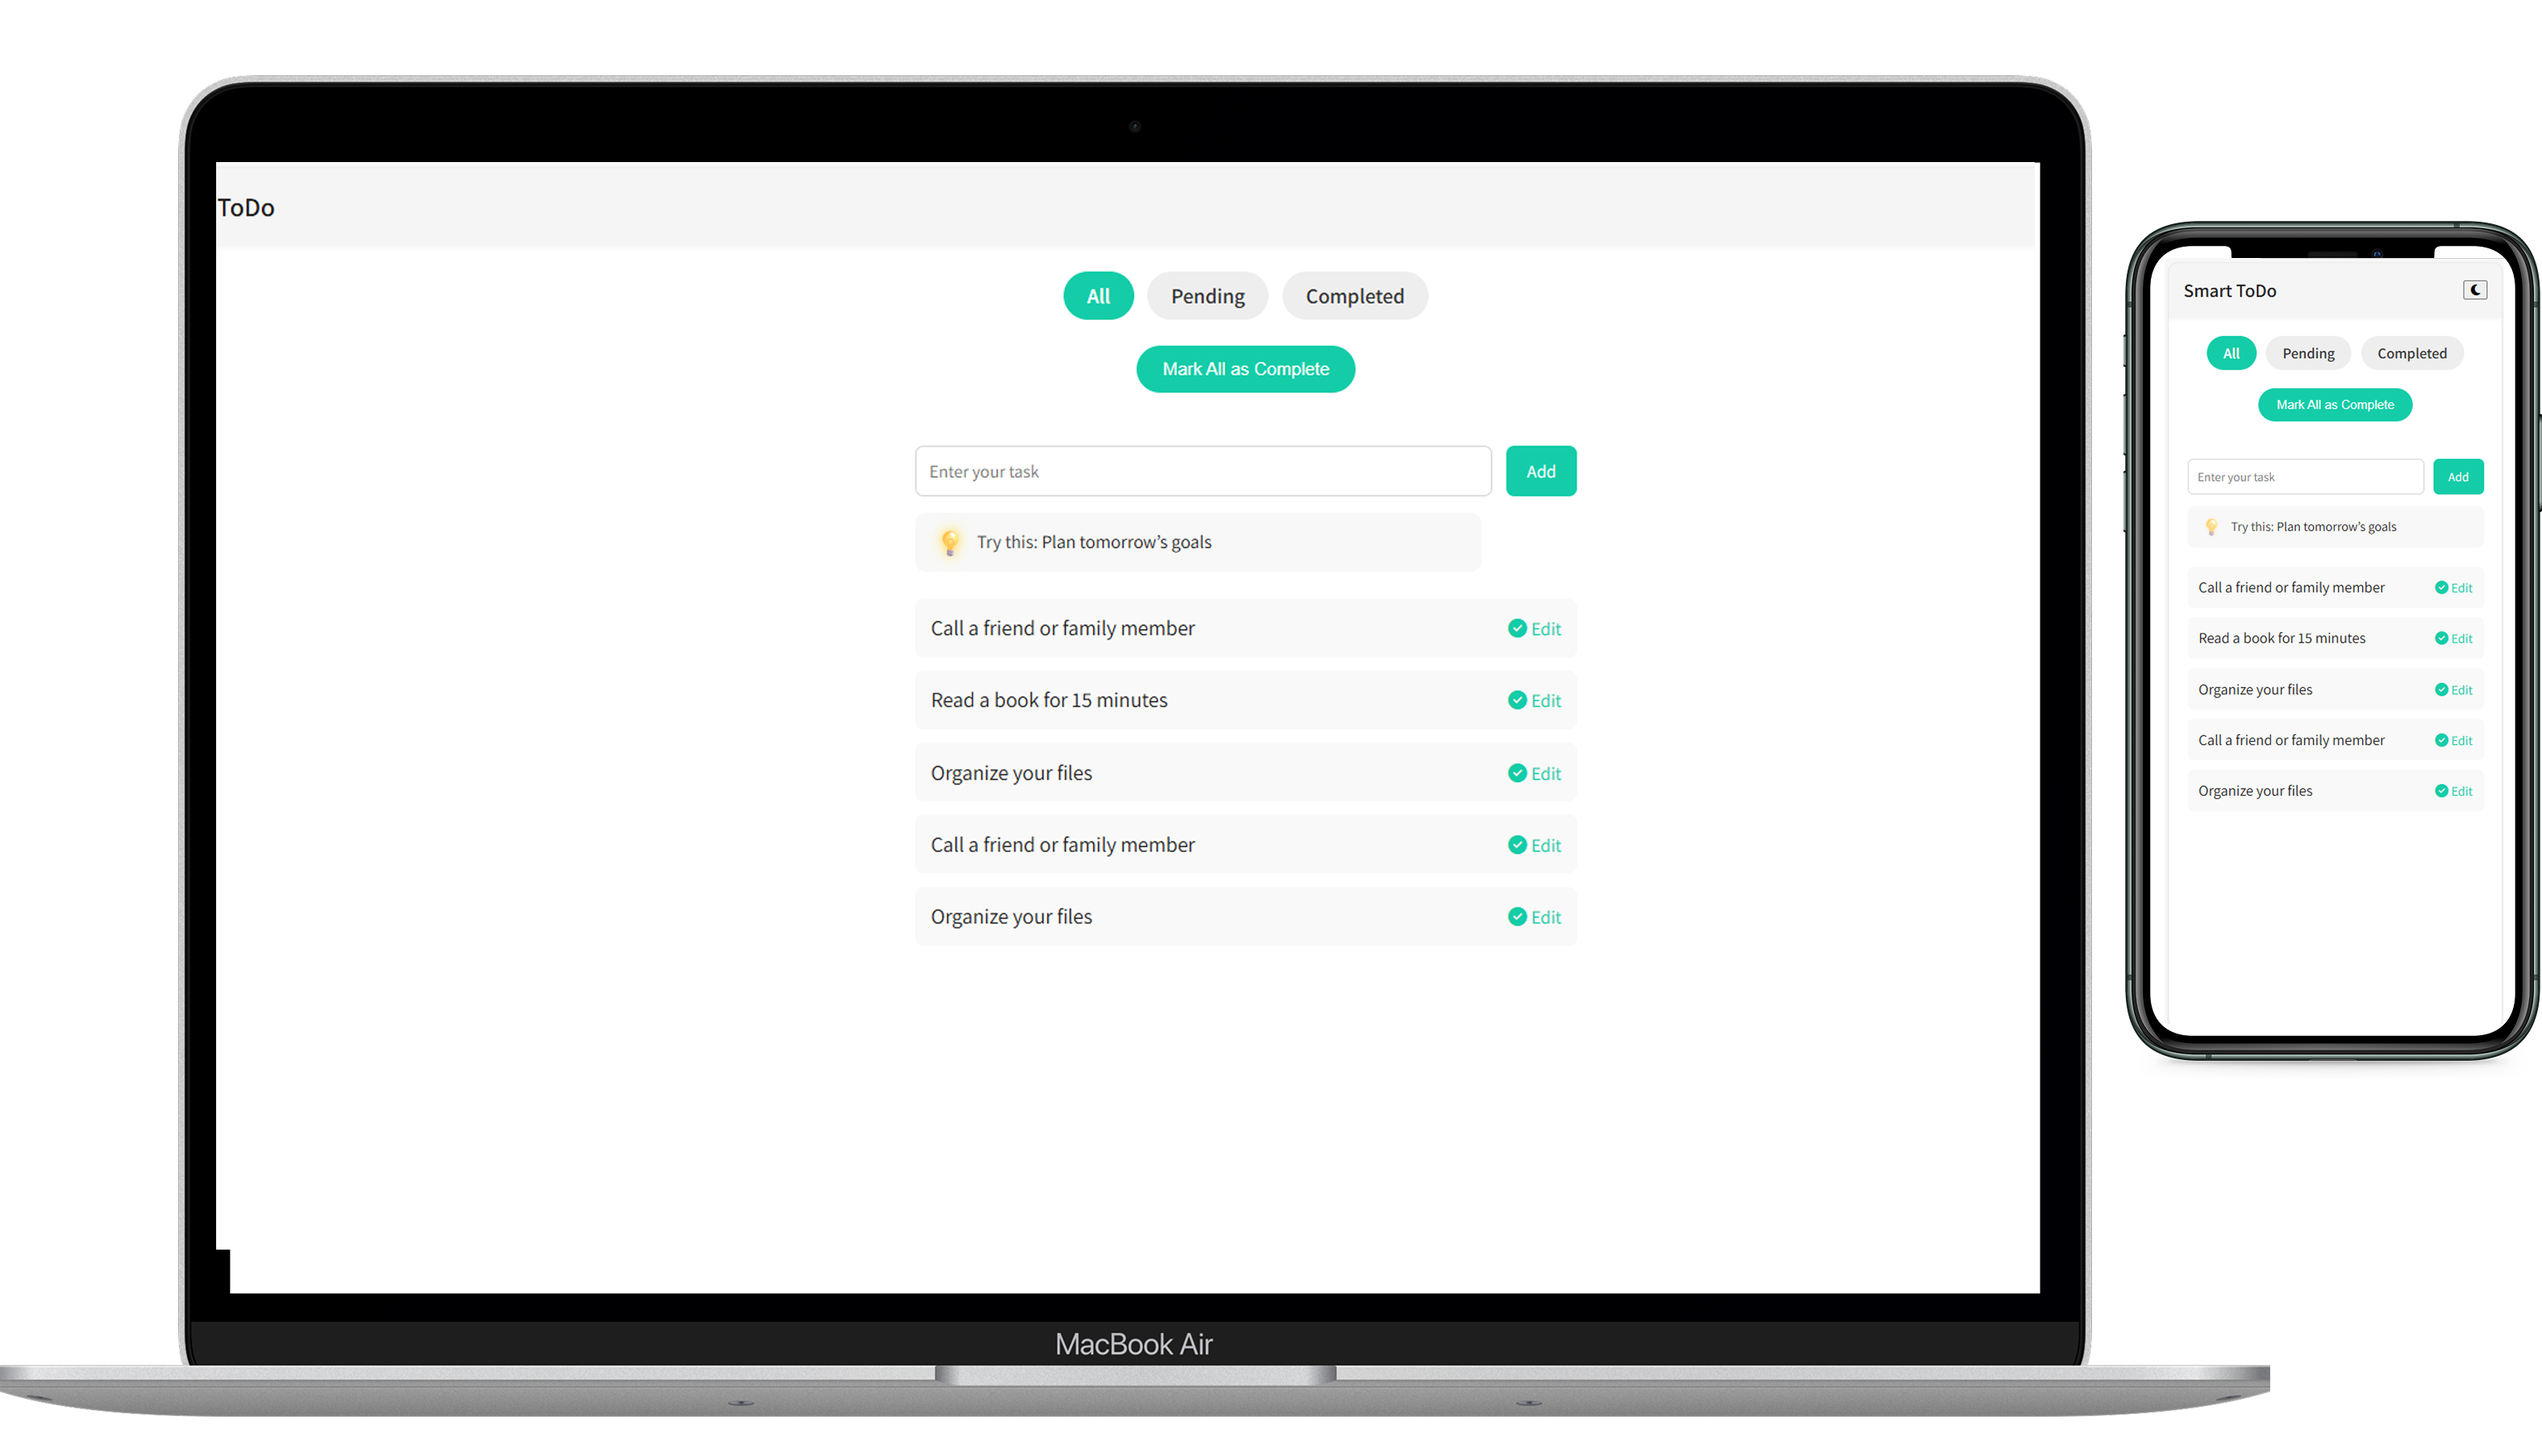 ToDo
All Pending Completed
Mark All as Complete
Enter your task Add
Try this: Plan tomorrow’s goals
Call a friend or family member Edit
Read a book for 15 minutes Edit
Organize your files Edit
Call a friend or family member Edit
Organize your files Edit
MacBook Air
Smart ToDo
All Pending Completed
Mark All as Complete
Enter your task Add
Try this: Plan tomorrow’s goals
Call a friend or family member Edit
Read a book for 15 minutes Edit
Organize your files Edit
Call a friend or family member Edit
Organize your files Edit